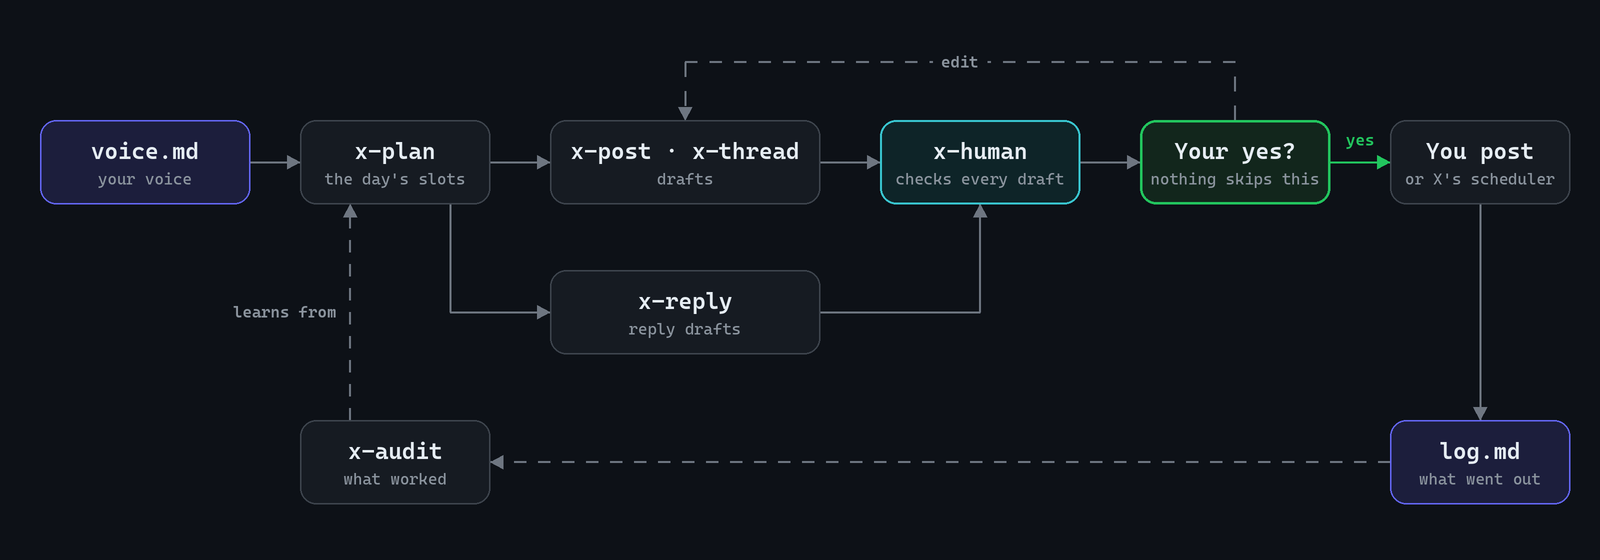 edit
voice.md
your voice
x-plan
the day's slots
x-post · x-thread
drafts
x-human
checks every draft
Your yes?
nothing skips this
yes
You post
or X's scheduler
x-reply
reply drafts
learns from
x-audit
what worked
log.md
what went out